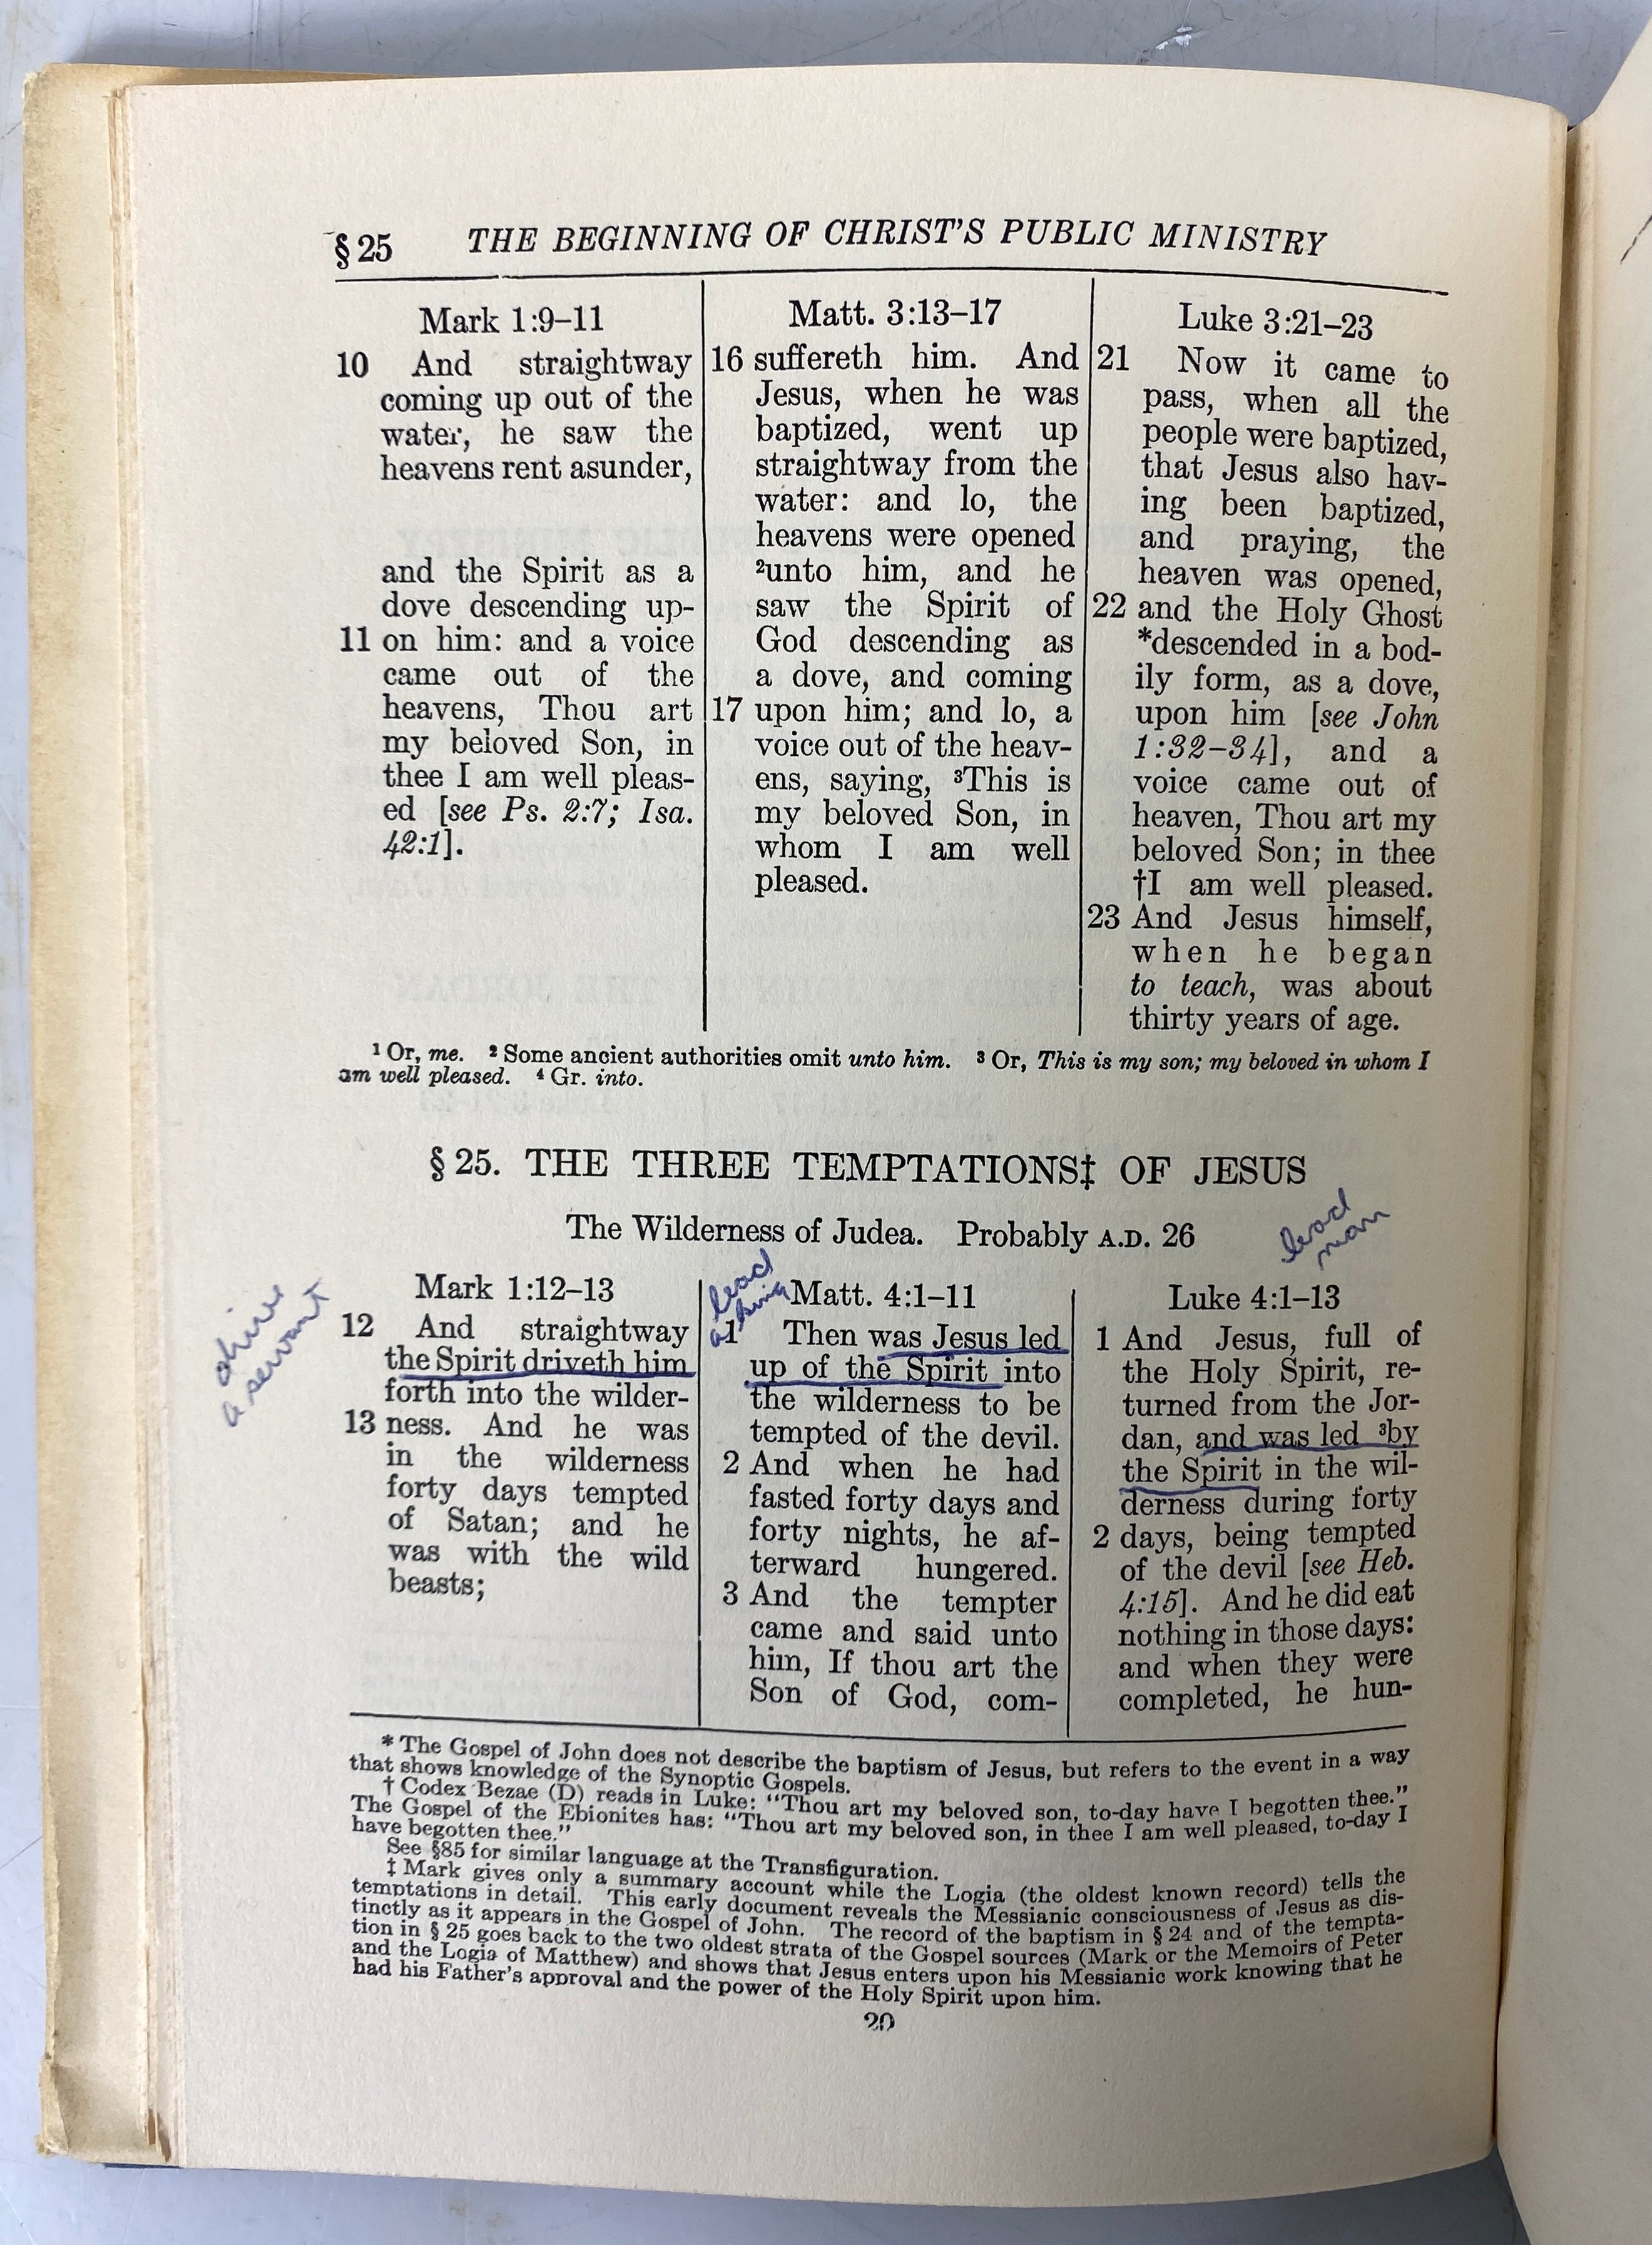 § 25 THE BEGINNING OF CHRIST'S PUBLIC MINISTRY
Mark 1:9–11
10 And straightway
coming up out of the
water, he saw the
heavens rent asunder,
and the Spirit as a
dove descending up-
11 on him: and a voice
came out of the
heavens, Thou art
my beloved Son, in
thee I am well pleas-
ed [see Ps. 2:7; Isa.
42:1].
Matt. 3:13–17
16 suffereth him. And
Jesus, when he was
baptized, went up
straightway from the
water: and lo, the
heavens were opened
²unto him, and he
saw the Spirit of
God descending as
a dove, and coming
17 upon him; and lo, a
voice out of the heav-
ens, saying, ³This is
my beloved Son, in
whom I am well
pleased.
Luke 3:21–23
21 Now it came to
pass, when all the
people were baptized,
that Jesus also hav-
ing been baptized,
and praying, the
heaven was opened,
22 and the Holy Ghost
*descended in a bod-
ily form, as a dove,
upon him [see John
1:32–34], and a
voice came out of
heaven, Thou art my
beloved Son; in thee
†I am well pleased.
23 And Jesus himself,
when he began
to teach, was about
thirty years of age.
¹ Or, me. ² Some ancient authorities omit unto him. ³ Or, This is my son; my beloved in whom I
am well pleased. ⁴ Gr. into.
§ 25. THE THREE TEMPTATIONS‡ OF JESUS
The Wilderness of Judea. Probably A.D. 26
lead
man
drive
a servant
Mark 1:12–13
12 And straightway
the Spirit driveth him
forth into the wilder-
13 ness. And he was
in the wilderness
forty days tempted
of Satan; and he
was with the wild
beasts;
lead
a king
Matt. 4:1–11
1 Then was Jesus led
up of the Spirit into
the wilderness to be
tempted of the devil.
2 And when he had
fasted forty days and
forty nights, he af-
terward hungered.
3 And the tempter
came and said unto
him, If thou art the
Son of God, com-
Luke 4:1–13
1 And Jesus, full of
the Holy Spirit, re-
turned from the Jor-
dan, and was led ³by
the Spirit in the wil-
derness during forty
2 days, being tempted
of the devil [see Heb.
4:15]. And he did eat
nothing in those days:
and when they were
completed, he hun-
* The Gospel of John does not describe the baptism of Jesus, but refers to the event in a way
that shows knowledge of the Synoptic Gospels.
† Codex Bezae (D) reads in Luke: "Thou art my beloved son, to-day have I begotten thee."
The Gospel of the Ebionites has: "Thou art my beloved son, in thee I am well pleased, to-day I
have begotten thee."
See §85 for similar language at the Transfiguration.
‡ Mark gives only a summary account while the Logia (the oldest known record) tells the
temptations in detail. This early document reveals the Messianic consciousness of Jesus as dis-
tinctly as it appears in the Gospel of John. The record of the baptism in § 24 and of the tempta-
tion in § 25 goes back to the two oldest strata of the Gospel sources (Mark or the Memoirs of Peter
and the Logia of Matthew) and shows that Jesus enters upon his Messianic work knowing that he
had his Father's approval and the power of the Holy Spirit upon him.
20